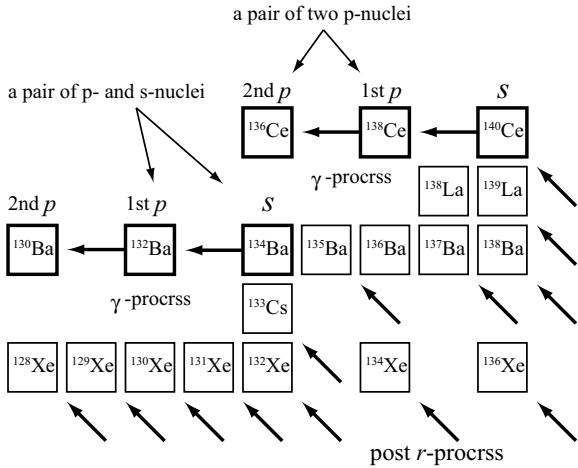 a pair of two p-nuclei
a pair of p- and s-nuclei
2nd p 1st p S
¹³⁶Ce ¹³⁸Ce ¹⁴⁰Ce
γ-procrss
¹³⁸La ¹³⁹La
2nd p 1st p S
¹³⁰Ba ¹³²Ba ¹³⁴Ba ¹³⁵Ba ¹³⁶Ba ¹³⁷Ba ¹³⁸Ba
γ-procrss
¹³³Cs
¹²⁸Xe ¹²⁹Xe ¹³⁰Xe ¹³¹Xe ¹³²Xe ¹³⁴Xe ¹³⁶Xe
post r-procrss